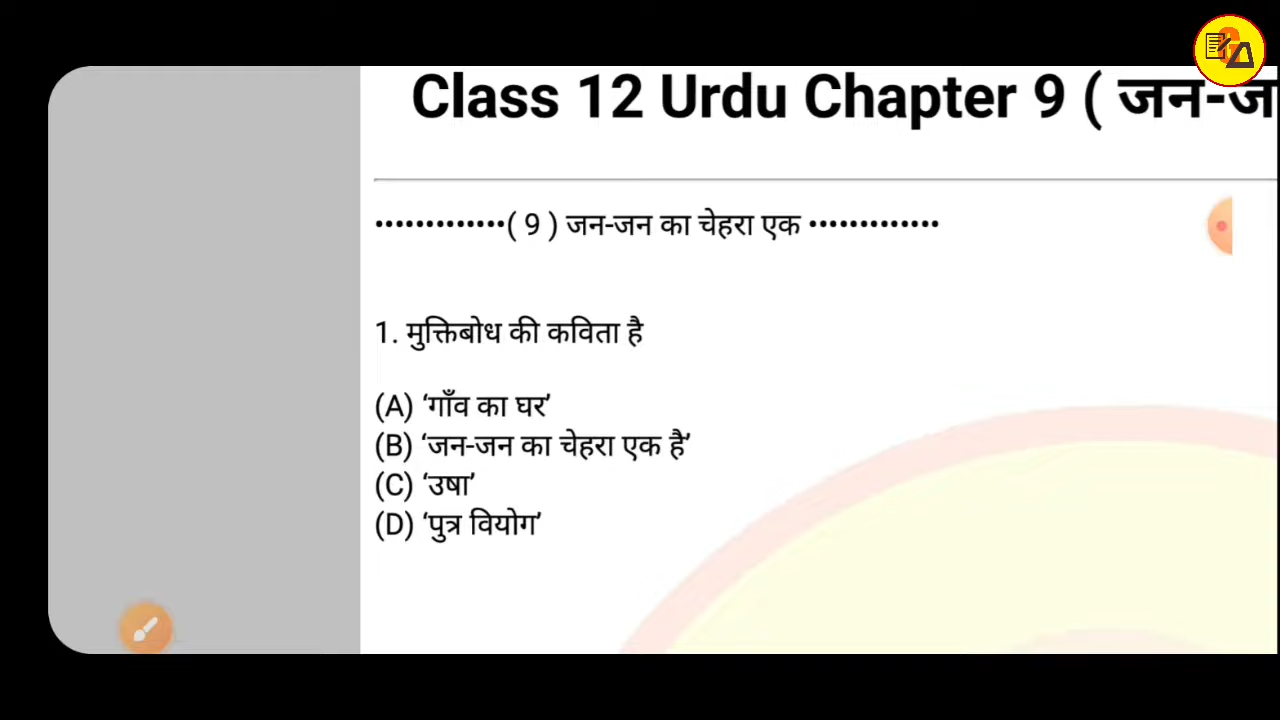 Class 12 Urdu Chapter 9 ( जन-ज
•••••••••••••( 9 ) जन-जन का चेहरा एक •••••••••••••
1. मुक्तिबोध की कविता है
(A) ‘गाँव का घर’
(B) ‘जन-जन का चेहरा एक है’
(C) ‘उषा’
(D) ‘पुत्र वियोग’